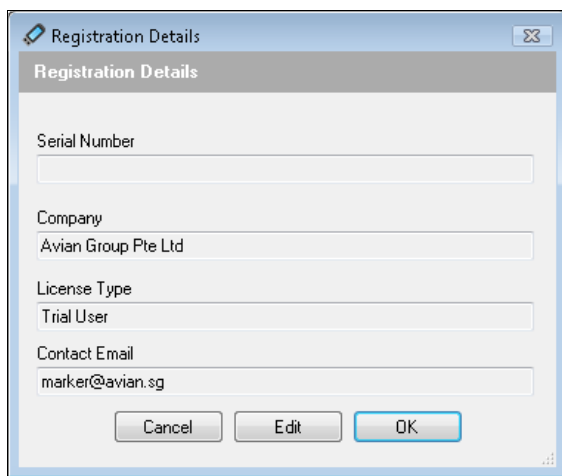 Registration Details
Registration Details
Serial Number
Company
Avian Group Pte Ltd
License Type
Trial User
Contact Email
marker@avian.sg
Cancel Edit OK